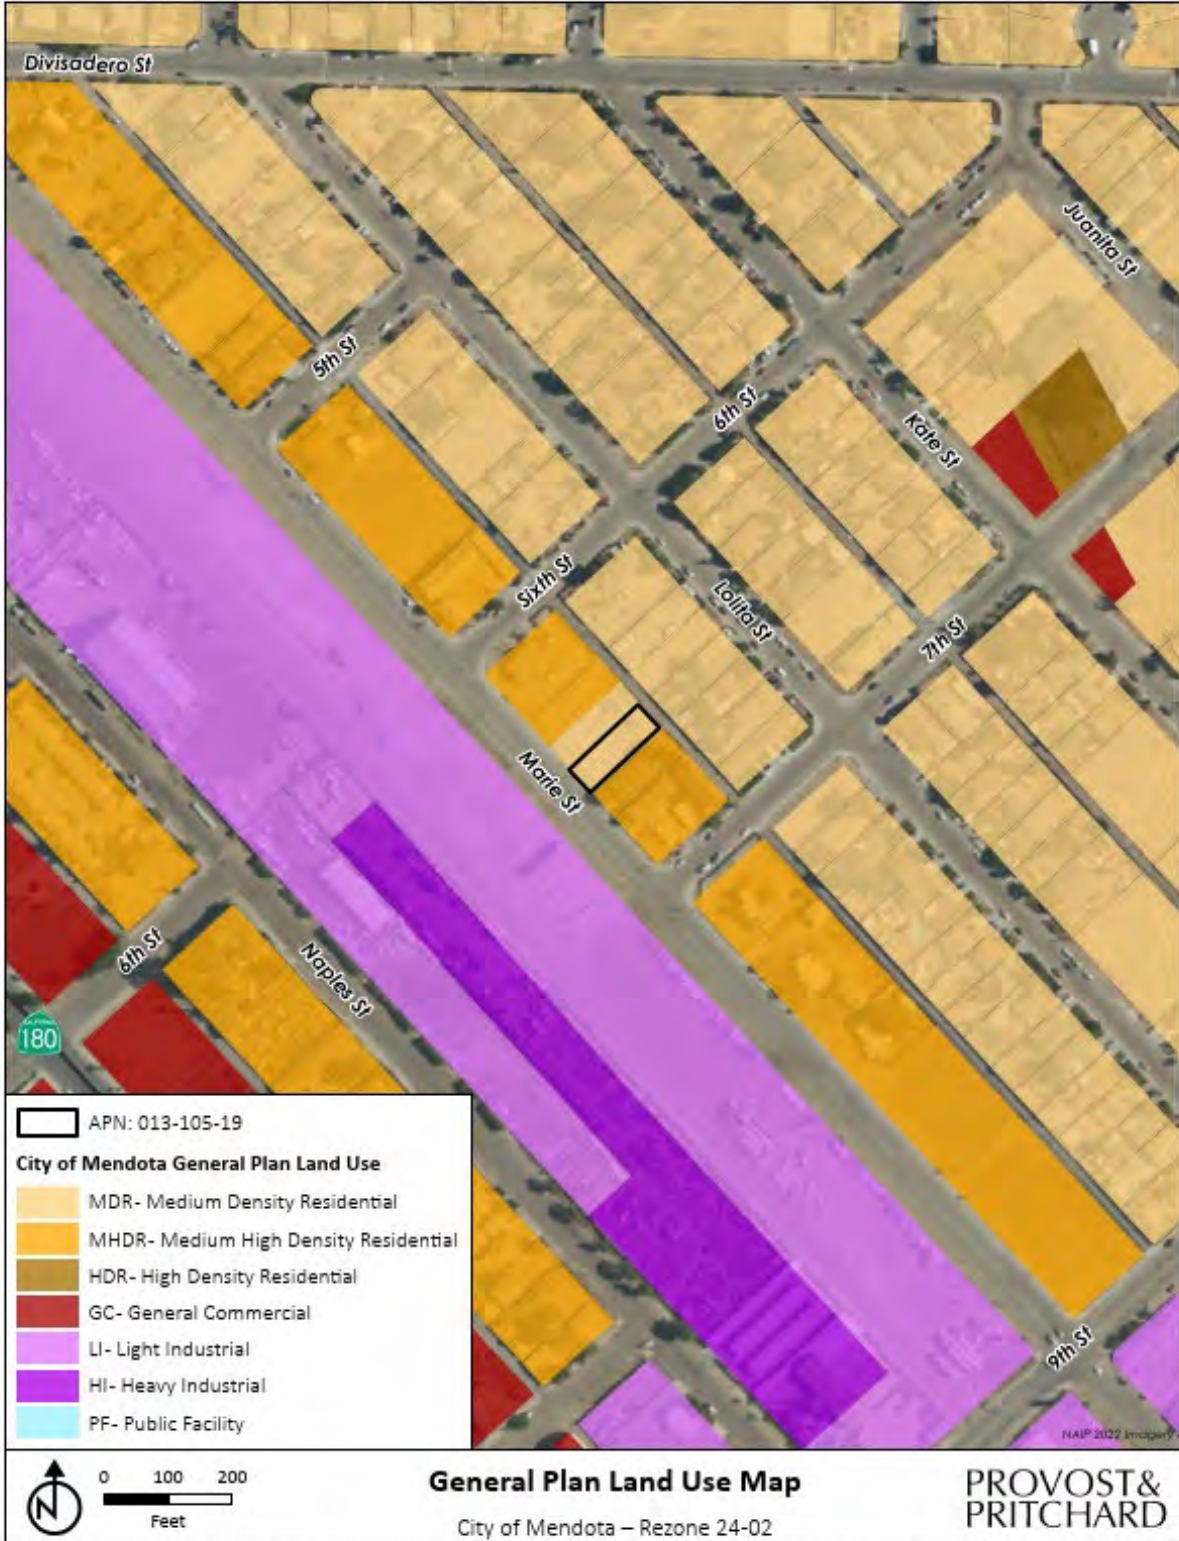 Divisadero St
Juanita St
5th St
6th St
Kate St
Sixth St
Lolita St
7th St
Marie St
6th St
Naples St
CALIFORNIA
180
9th St
APN: 013-105-19
City of Mendota General Plan Land Use
MDR- Medium Density Residential
MHDR- Medium High Density Residential
HDR- High Density Residential
GC- General Commercial
LI- Light Industrial
HI- Heavy Industrial
PF- Public Facility
NAIP 2022 Imagery
N
0 100 200
Feet
General Plan Land Use Map
City of Mendota – Rezone 24-02
PROVOST&
PRITCHARD